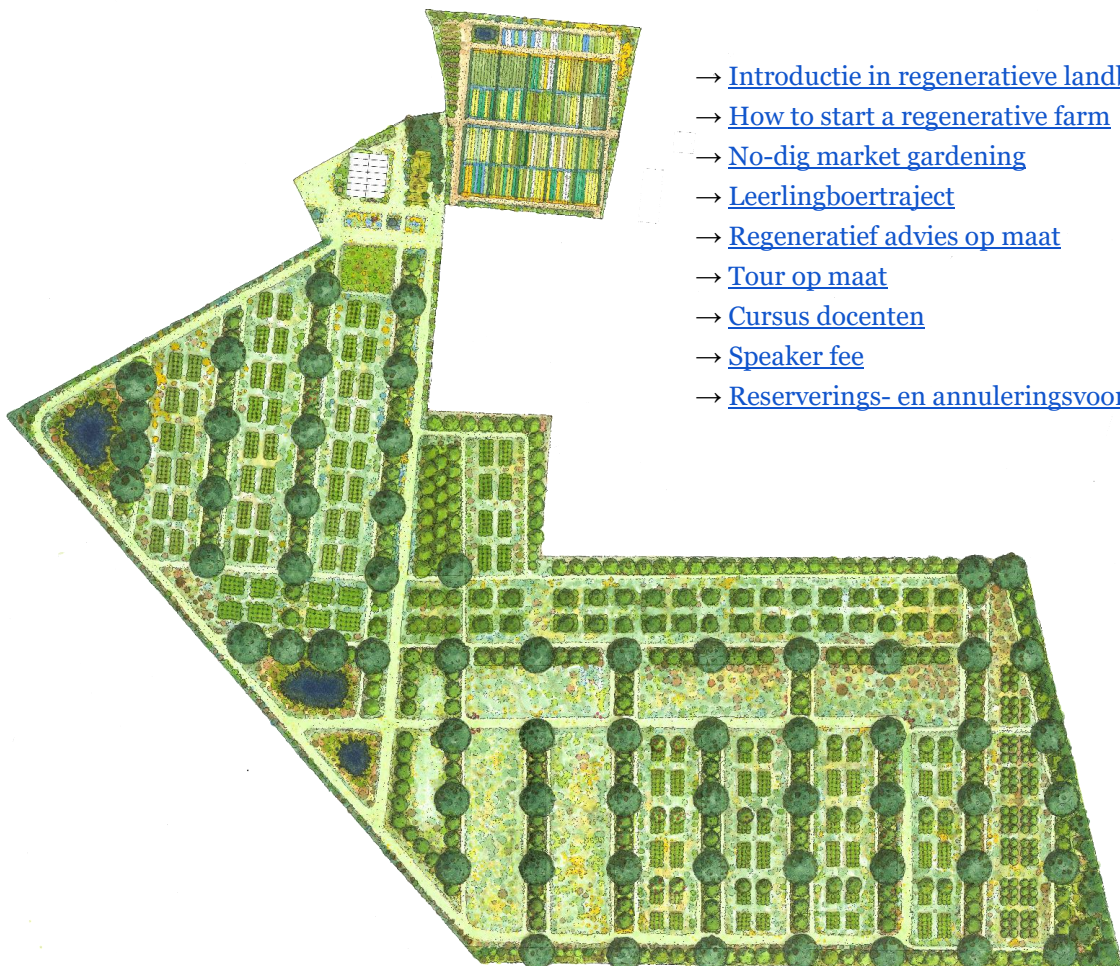 → Introductie in regeneratieve
→ How to start a regenerative farm
→ No-dig market gardening
→ Leerlingboertraject
→ Regeneratief advies op maat
→ Tour op maat
→ Cursus docenten
→ Speaker fee
→ Reserverings- en